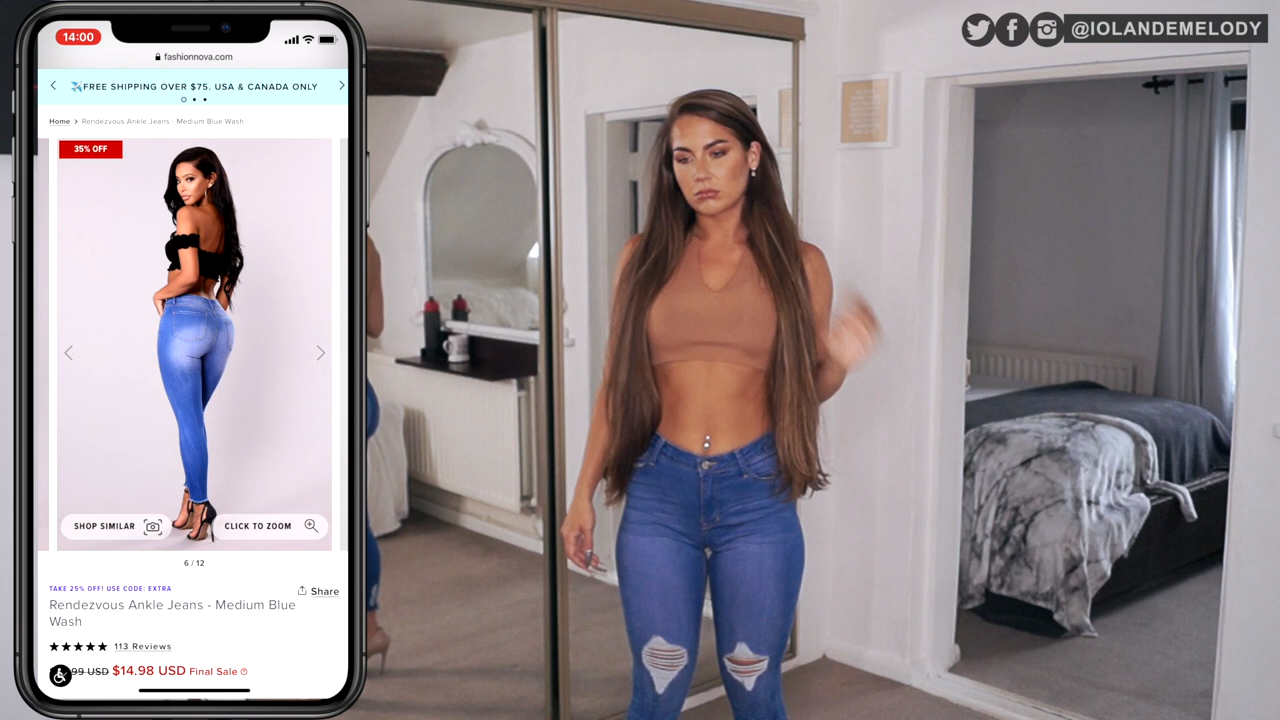 14:00
fashionnova.com
FREE SHIPPING OVER $75. USA & CANADA ONLY
Home > Rendezvous Ankle Jeans - Medium Blue Wash
35% OFF
SHOP SIMILAR
CLICK TO ZOOM
6 / 12
TAKE 25% OFF! USE CODE: EXTRA
Share
Rendezvous Ankle Jeans - Medium Blue
Wash
113 Reviews
99 USD $14.98 USD Final Sale
@IOLANDEMELODY